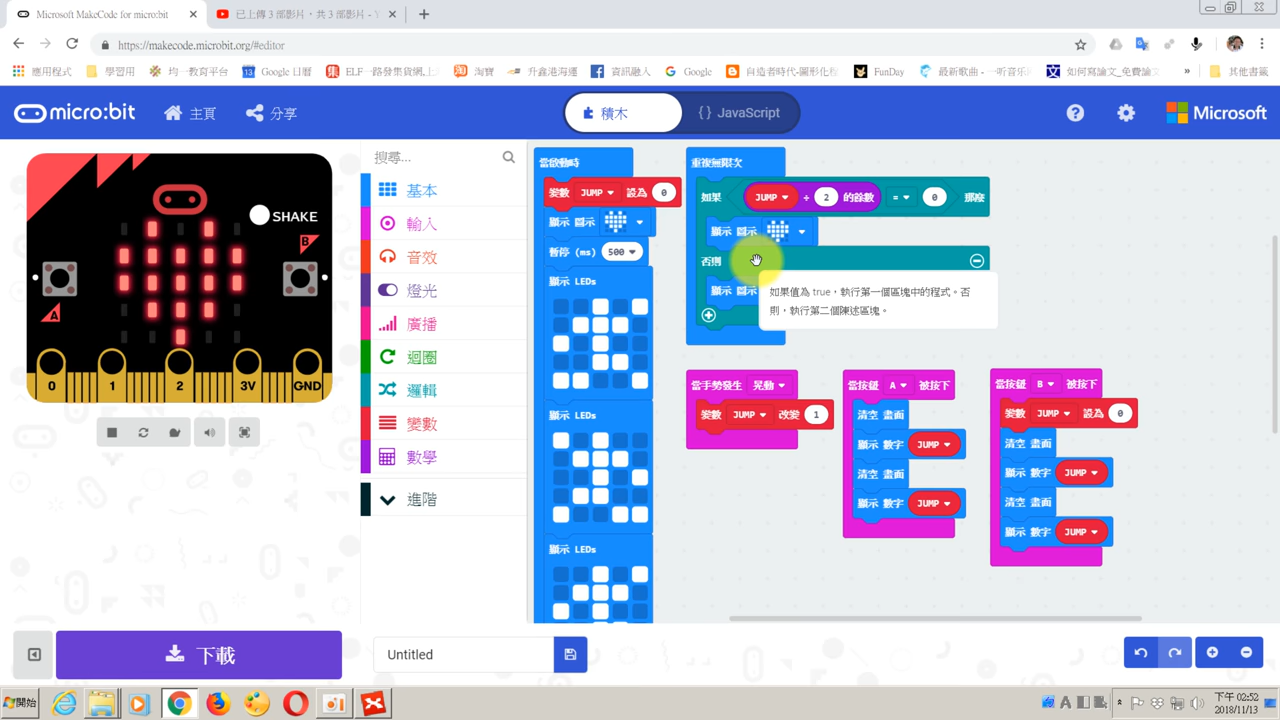 Microsoft MakeCode for micro:bit
已上傳 3 部影片，共 3 部影片 - Y
https://makecode.microbit.org/#editor
應用程式
學習用
均一教育平台
Google 日曆
ELF一路發集貨網,
淘寶
升鑫港海運
資訊融入
Google
自造者時代-圖形化程
FunDay
最新歌曲 - 一听音乐
如何寫論文_免費論文
»
其他書籤
micro:bit
主頁
分享
積木
{} JavaScript
Microsoft
SHAKE
B
A
0 1 2 3V GND
搜尋...
基本
輸入
音效
燈光
廣播
迴圈
邏輯
變數
數學
進階
當啟動時
變數 JUMP 設為 0
顯示 圖示
暫停 (ms) 500
顯示 LEDs
顯示 LEDs
顯示 LEDs
重複無限次
如果 JUMP ÷ 2 的餘數 = 0 那麼
顯示 圖示
否則
顯示 圖示
如果值為 true，執行第一個區塊中的程式。否
則，執行第二個陳述區塊。
當手勢發生 晃動
變數 JUMP 改變 1
當按鈕 A 被按下
清空 畫面
顯示 數字 JUMP
清空 畫面
顯示 數字 JUMP
當按鈕 B 被按下
變數 JUMP 設為 0
清空 畫面
顯示 數字 JUMP
清空 畫面
顯示 數字 JUMP
下載
Untitled
開始
下午 02:52
2018/11/13